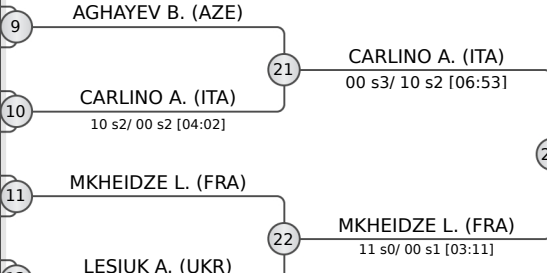 9
AGHAYEV B. (AZE)
21
CARLINO A. (ITA)
00 s3/ 10 s2 [06:53]
10
CARLINO A. (ITA)
10 s2/ 00 s2 [04:02]
11
MKHEIDZE L. (FRA)
22
MKHEIDZE L. (FRA)
11 s0/ 00 s1 [03:11]
LESIUK A. (UKR)